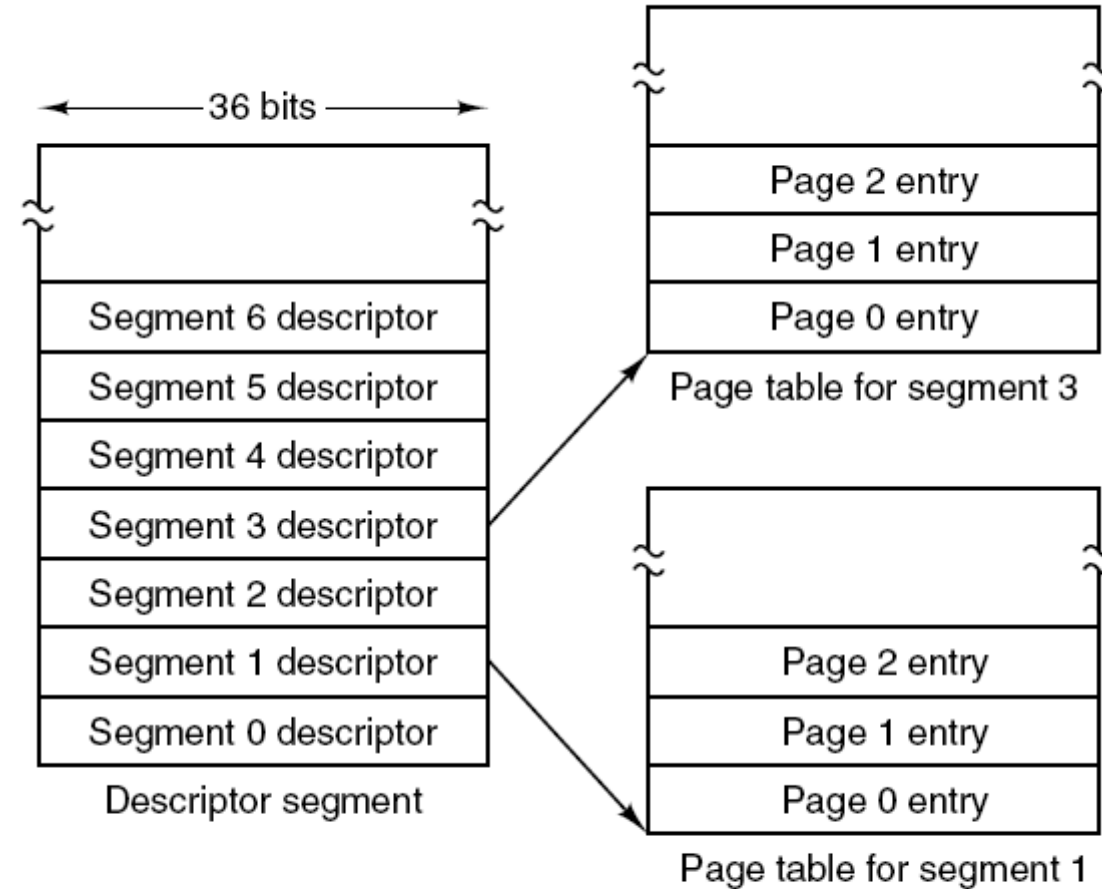 36 bits
Segment 6 descriptor
Segment 5 descriptor
Segment 4 descriptor
Segment 3 descriptor
Segment 2 descriptor
Segment 1 descriptor
Segment 0 descriptor
Descriptor segment
Page 2 entry
Page 1 entry
Page 0 entry
Page table for segment 3
Page 2 entry
Page 1 entry
Page 0 entry
Page table for segment 1